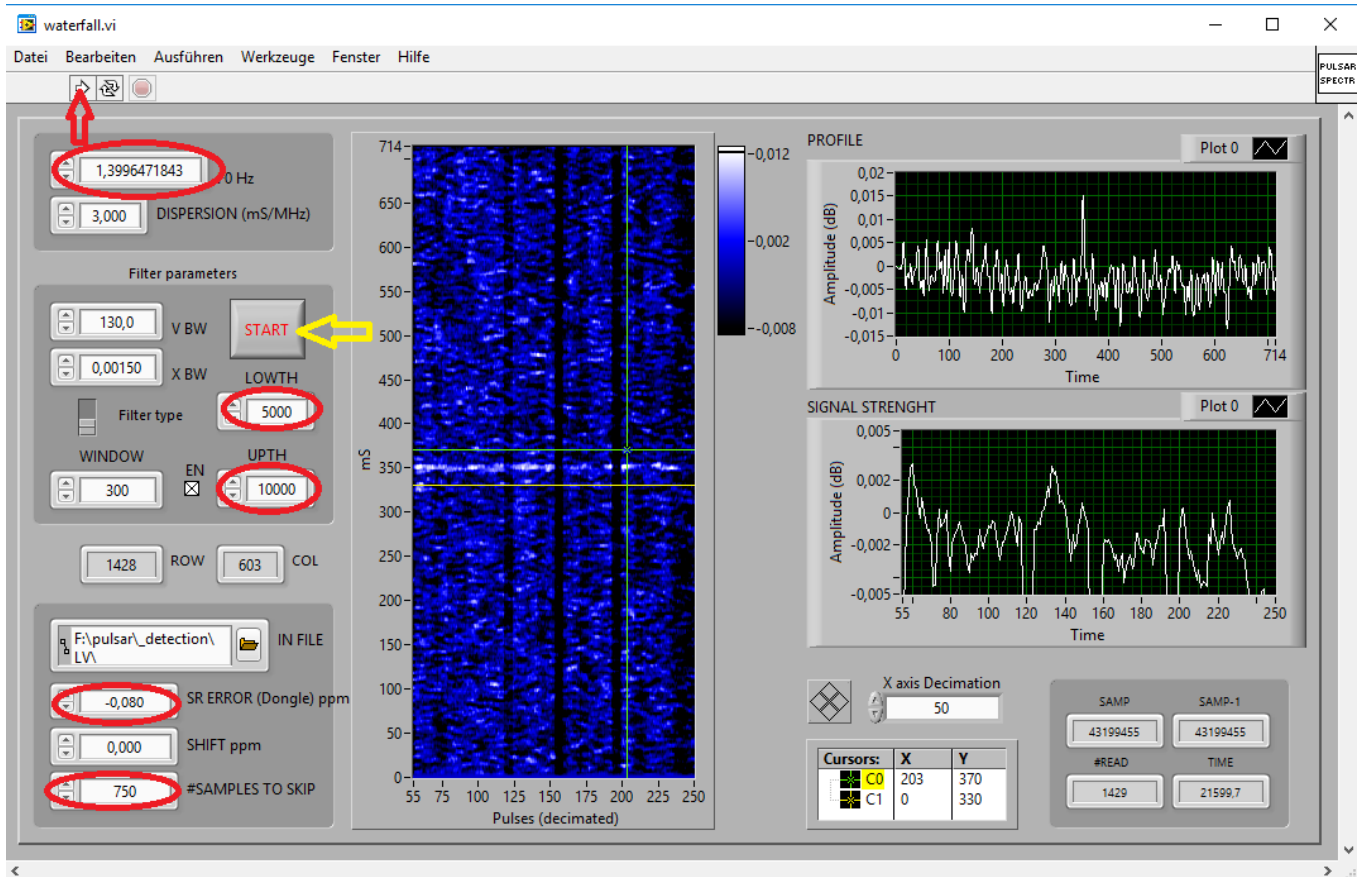 waterfall.vi
Datei Bearbeiten Ausführen Werkzeuge Fenster Hilfe
PULSAR
SPECTR
1,3996471843
0 Hz
3,000 DISPERSION (mS/MHz)
Filter parameters
130,0 V BW
START
0,00150 X BW
LOWTH
5000
Filter type
WINDOW
EN
UPTH
300
10000
1428 ROW 603 COL
F:\pulsar\_detection\
LV\
IN FILE
-0,080 SR ERROR (Dongle) ppm
0,000 SHIFT ppm
750 #SAMPLES TO SKIP
mS
714
650
600
550
500
450
400
350
300
250
200
150
100
50
0
55 75 100 125 150 175 200 225 250
Pulses (decimated)
-0,012
-0,002
--0,008
PROFILE
Plot 0
Amplitude (dB)
0,02
0,015
0,01
0,005
0
-0,005
-0,01
-0,015
0 100 200 300 400 500 600 714
Time
SIGNAL STRENGHT
Plot 0
Amplitude (dB)
0,005
0,002
0
-0,002
-0,005
55 80 100 120 140 160 180 200 220 250
Time
X axis Decimation
50
Cursors: X Y
C0 203 370
C1 0 330
SAMP SAMP-1
43199455 43199455
#READ TIME
1429 21599,7